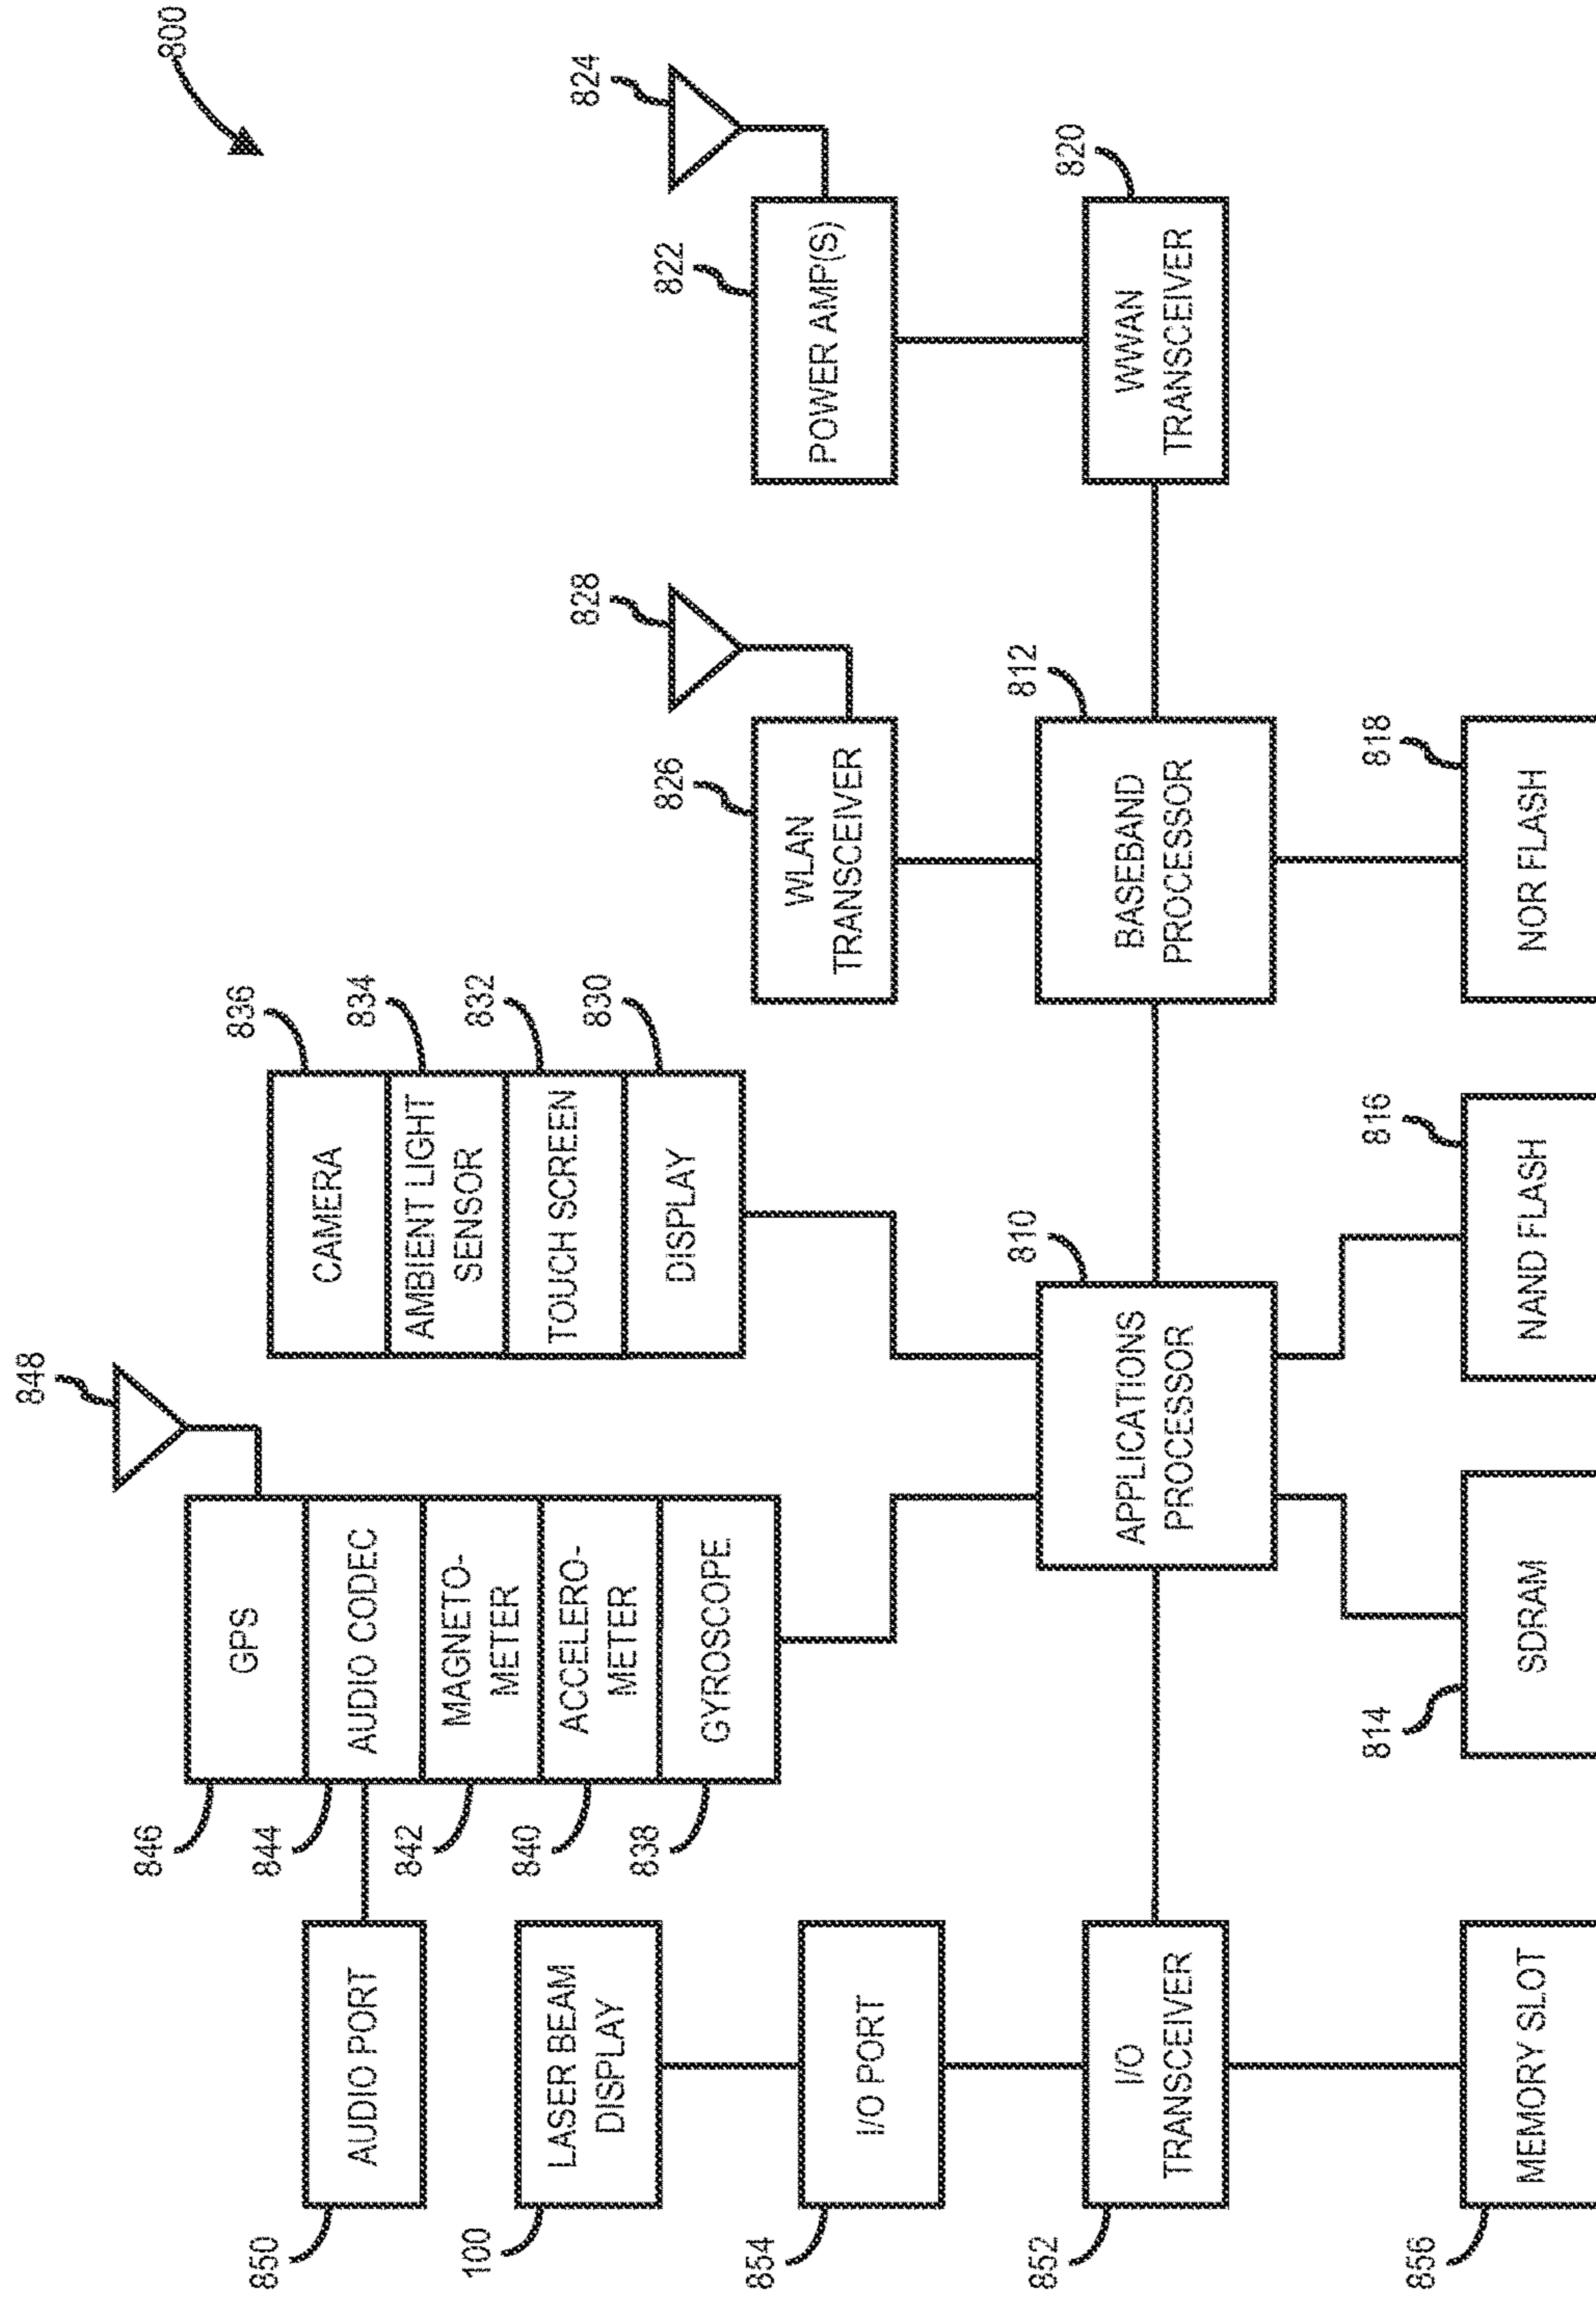 800
848
GPS
AUDIO CODEC
MAGNETO-
METER
ACCELERO-
METER
GYROSCOPE
846
844
842
840
838
CAMERA
AMBIENT LIGHT
SENSOR
TOUCH SCREEN
DISPLAY
836
834
832
830
AUDIO PORT
850
LASER BEAM
DISPLAY
100
I/O PORT
854
I/O
TRANSCEIVER
852
MEMORY SLOT
856
828
WLAN
TRANSCEIVER
826
824
POWER AMP(S)
822
APPLICATIONS
PROCESSOR
810
BASEBAND
PROCESSOR
812
WWAN
TRANSCEIVER
820
SDRAM
814
NAND FLASH
816
NOR FLASH
818